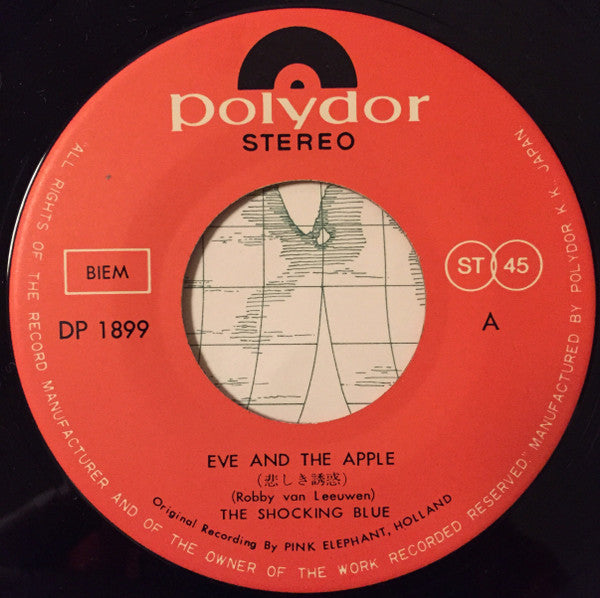 polydor
STEREO
BIEM
ST 45
DP 1899
A
EVE AND THE APPLE
(悲しき誘惑)
(Robby van Leeuwen)
THE SHOCKING BLUE
Original Recording By PINK ELEPHANT, HOLLAND
"ALL RIGHTS OF THE RECORD MANUFACTURER AND OF THE OWNER OF THE WORK RECORDED RESERVED." MANUFACTURED BY POLYDOR K. K. JAPAN